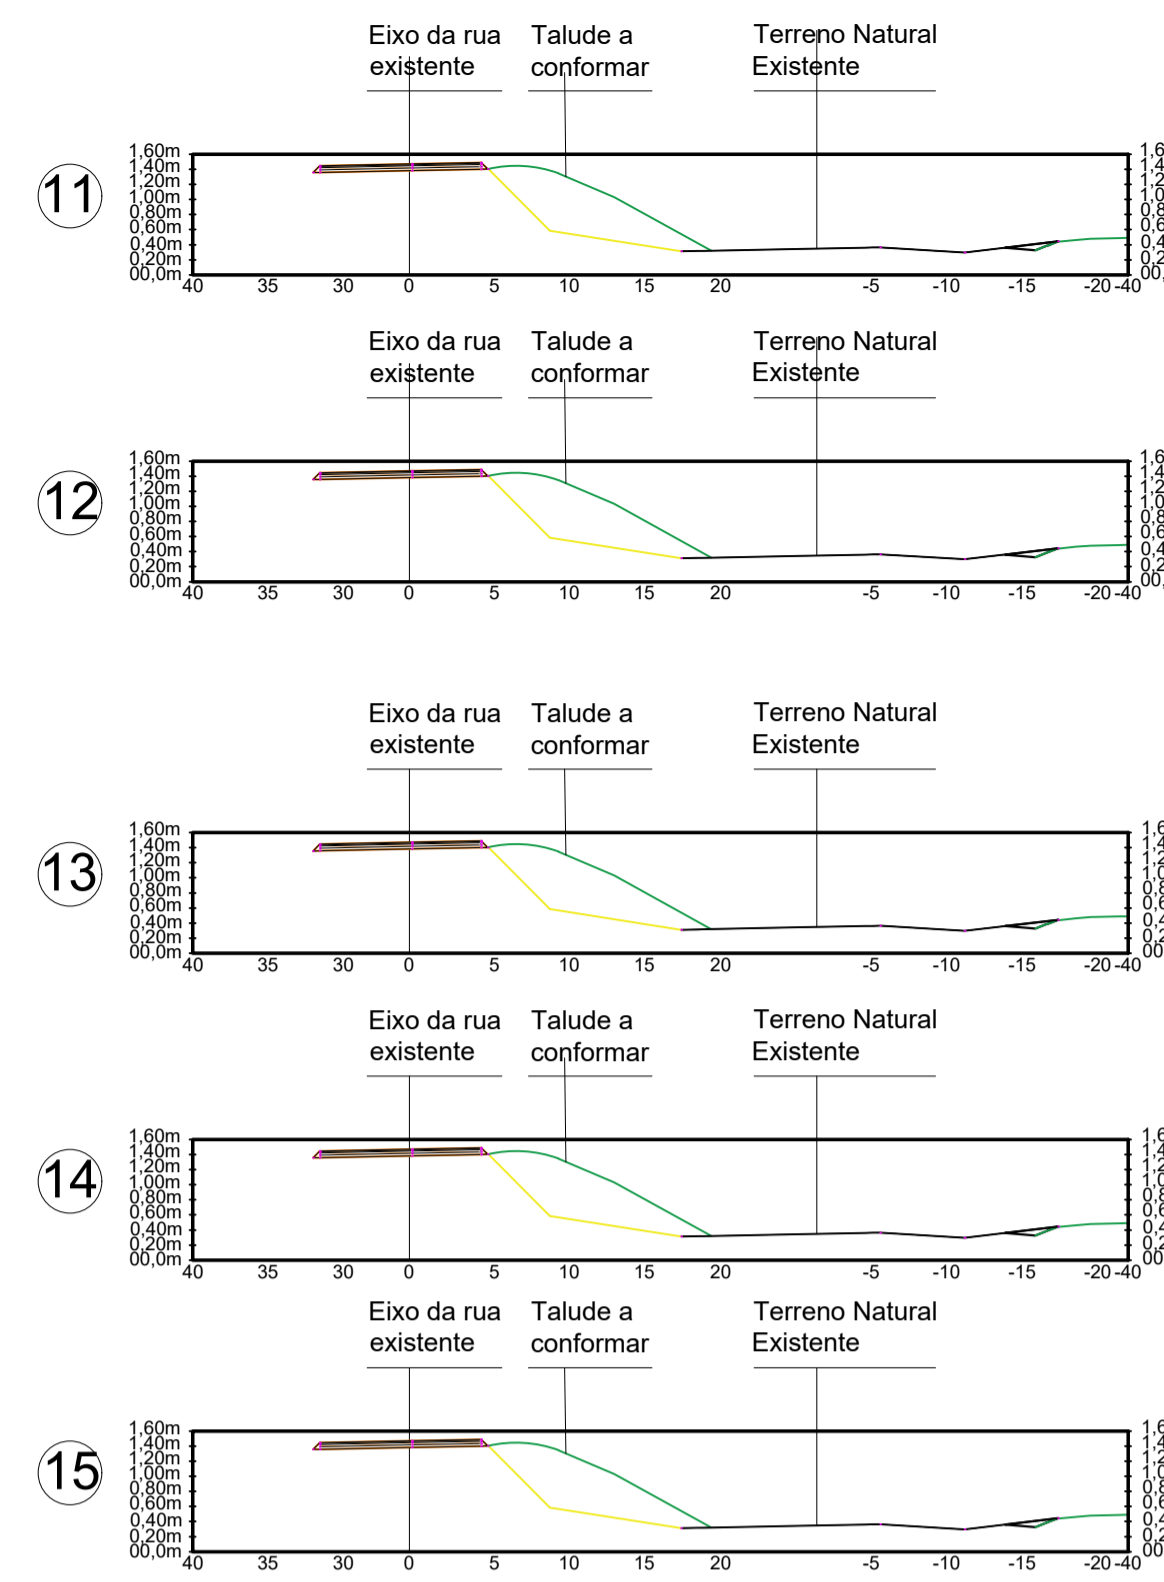 Eixo da rua existente
Talude a conformar
Terreno Natural Existente
11
1,60m
1,40m
1,20m
1,00m
0,80m
0,60m
0,40m
0,20m
00,0m
40 35 30 0 5 10 15 20 -5 -10 -15 -20 -40
Eixo da rua existente
Talude a conformar
Terreno Natural Existente
12
1,60m
1,40m
1,20m
1,00m
0,80m
0,60m
0,40m
0,20m
00,0m
40 35 30 0 5 10 15 20 -5 -10 -15 -20 -40
Eixo da rua existente
Talude a conformar
Terreno Natural Existente
13
1,60m
1,40m
1,20m
1,00m
0,80m
0,60m
0,40m
0,20m
00,0m
40 35 30 0 5 10 15 20 -5 -10 -15 -20 -40
Eixo da rua existente
Talude a conformar
Terreno Natural Existente
14
1,60m
1,40m
1,20m
1,00m
0,80m
0,60m
0,40m
0,20m
00,0m
40 35 30 0 5 10 15 20 -5 -10 -15 -20 -40
Eixo da rua existente
Talude a conformar
Terreno Natural Existente
15
1,60m
1,40m
1,20m
1,00m
0,80m
0,60m
0,40m
0,20m
00,0m
40 35 30 0 5 10 15 20 -5 -10 -15 -20 -40